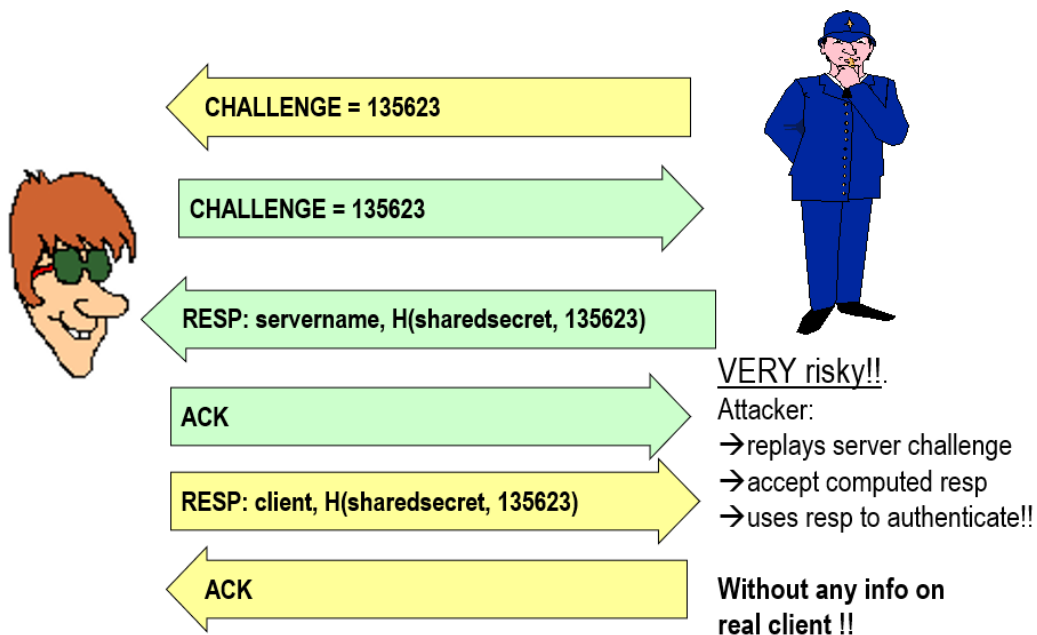 CHALLENGE = 135623
CHALLENGE = 135623
RESP: servername, H(sharedsecret, 135623)
ACK
RESP: client, H(sharedsecret, 135623)
ACK
VERY risky!!.
Attacker:
→replays server challenge
→accept computed resp
→uses resp to authenticate!!
Without any info on
real client !!